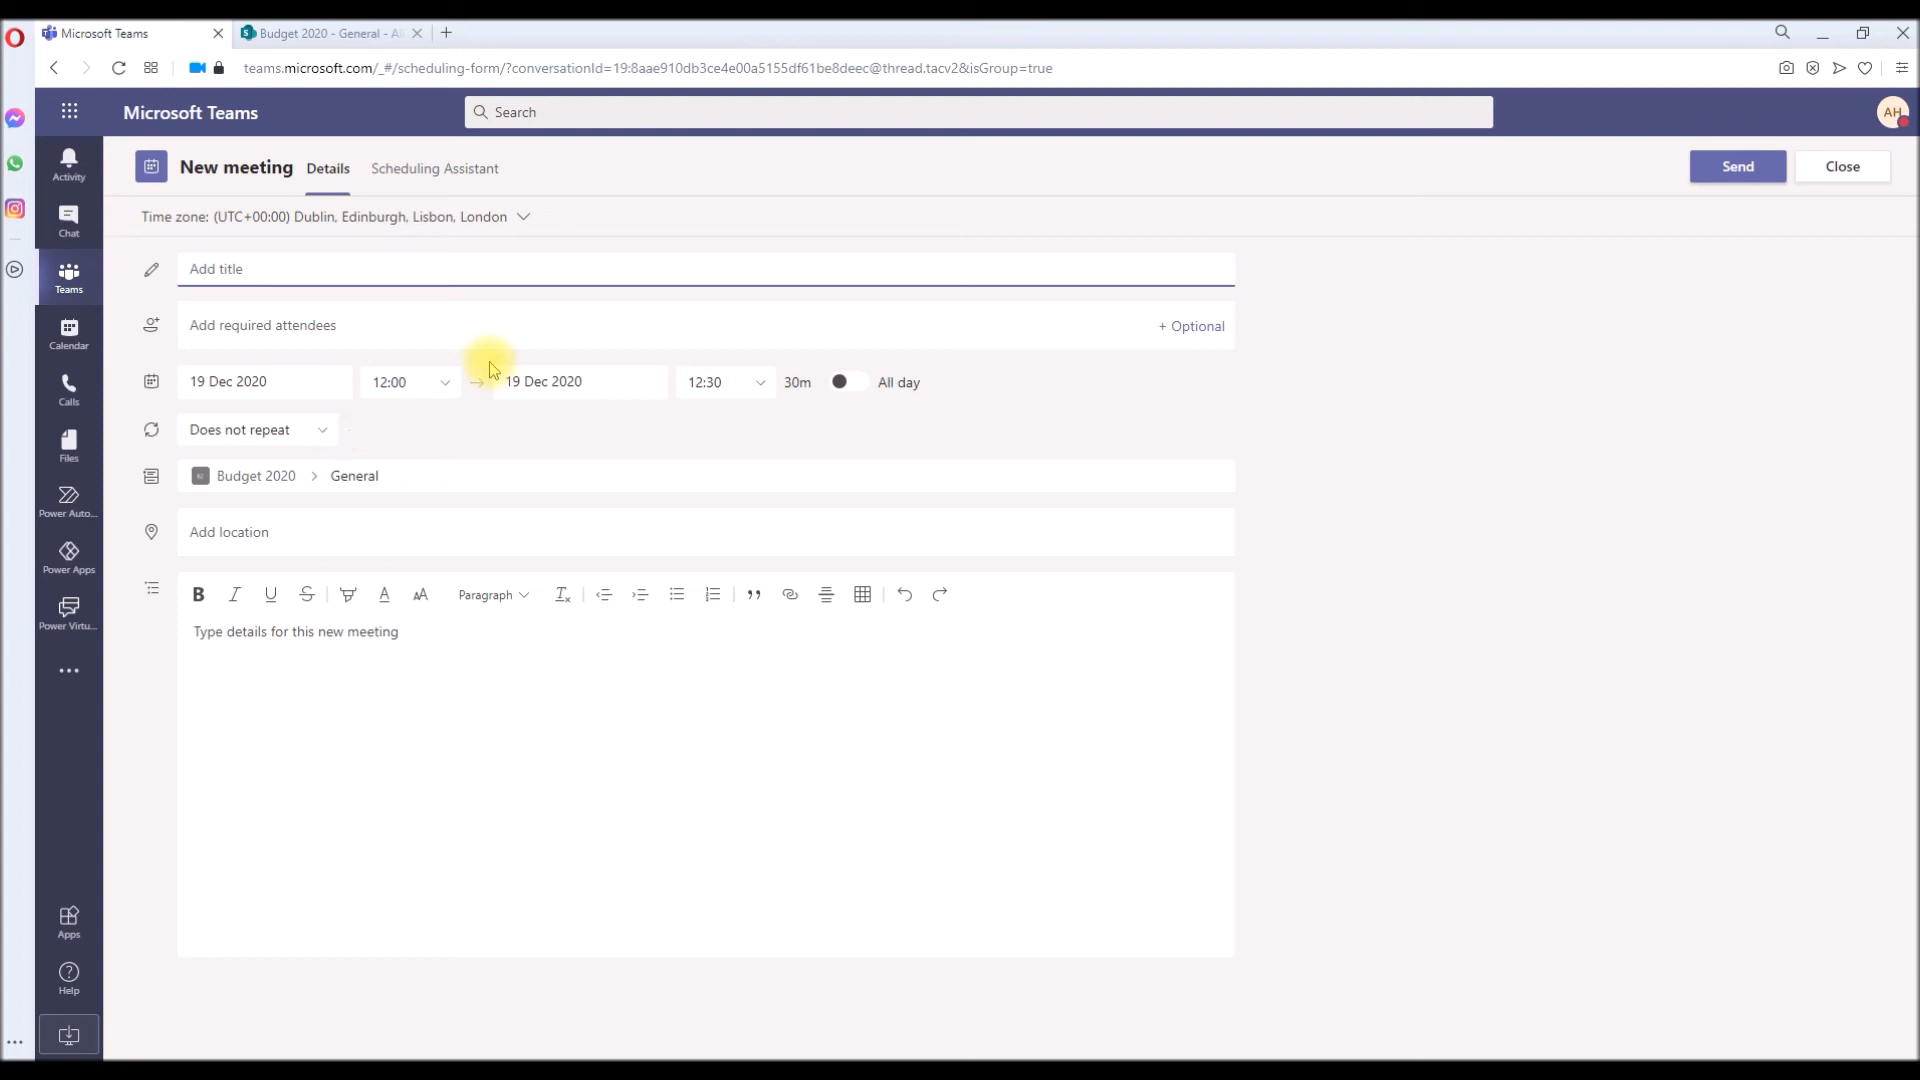 Microsoft Teams
Budget 2020 - General - Al
teams.microsoft.com/_#/scheduling-form/?conversationId=19:8aae910db3ce4e00a5155df61be8deec@thread.tacv2&isGroup=true
Microsoft Teams
Search
AH
Activity
Chat
Teams
Calendar
Calls
Files
Power Auto...
Power Apps
Power Virtu...
Apps
Help
New meeting
Details
Scheduling Assistant
Send
Close
Time zone: (UTC+00:00) Dublin, Edinburgh, Lisbon, London
Add title
Add required attendees
+ Optional
19 Dec 2020
12:00
19 Dec 2020
12:30
30m
All day
Does not repeat
Budget 2020 > General
Add location
Paragraph
Type details for this new meeting